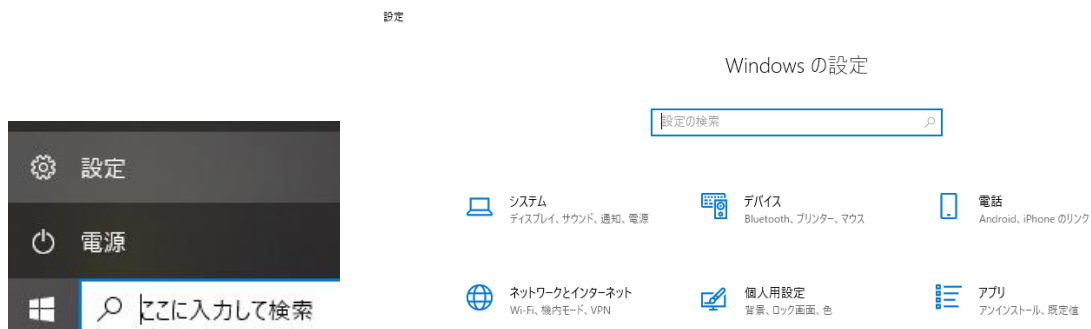 設定
電源
ここに入力して検索
設定
Windows の設定
設定の検索
システム
ディスプレイ、サウンド、通知、電源
デバイス
Bluetooth、プリンター、マウス
電話
Android、iPhone のリンク
ネットワークとインターネット
Wi-Fi、機内モード、VPN
個人用設定
背景、ロック画面、色
アプリ
アンインストール、既定値